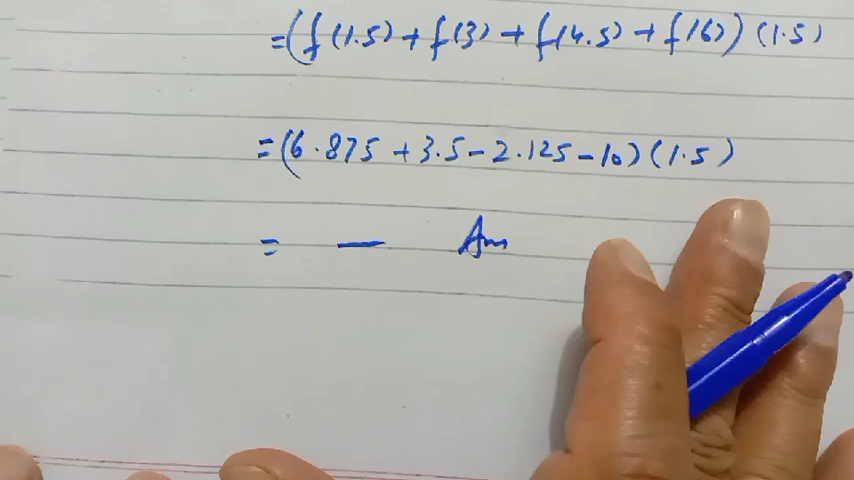 =(f(1.5)+f(3)+f(4.5)+f(6))(1.5)
=(6.875+3.5-2.125-10)(1.5)
= — Ans